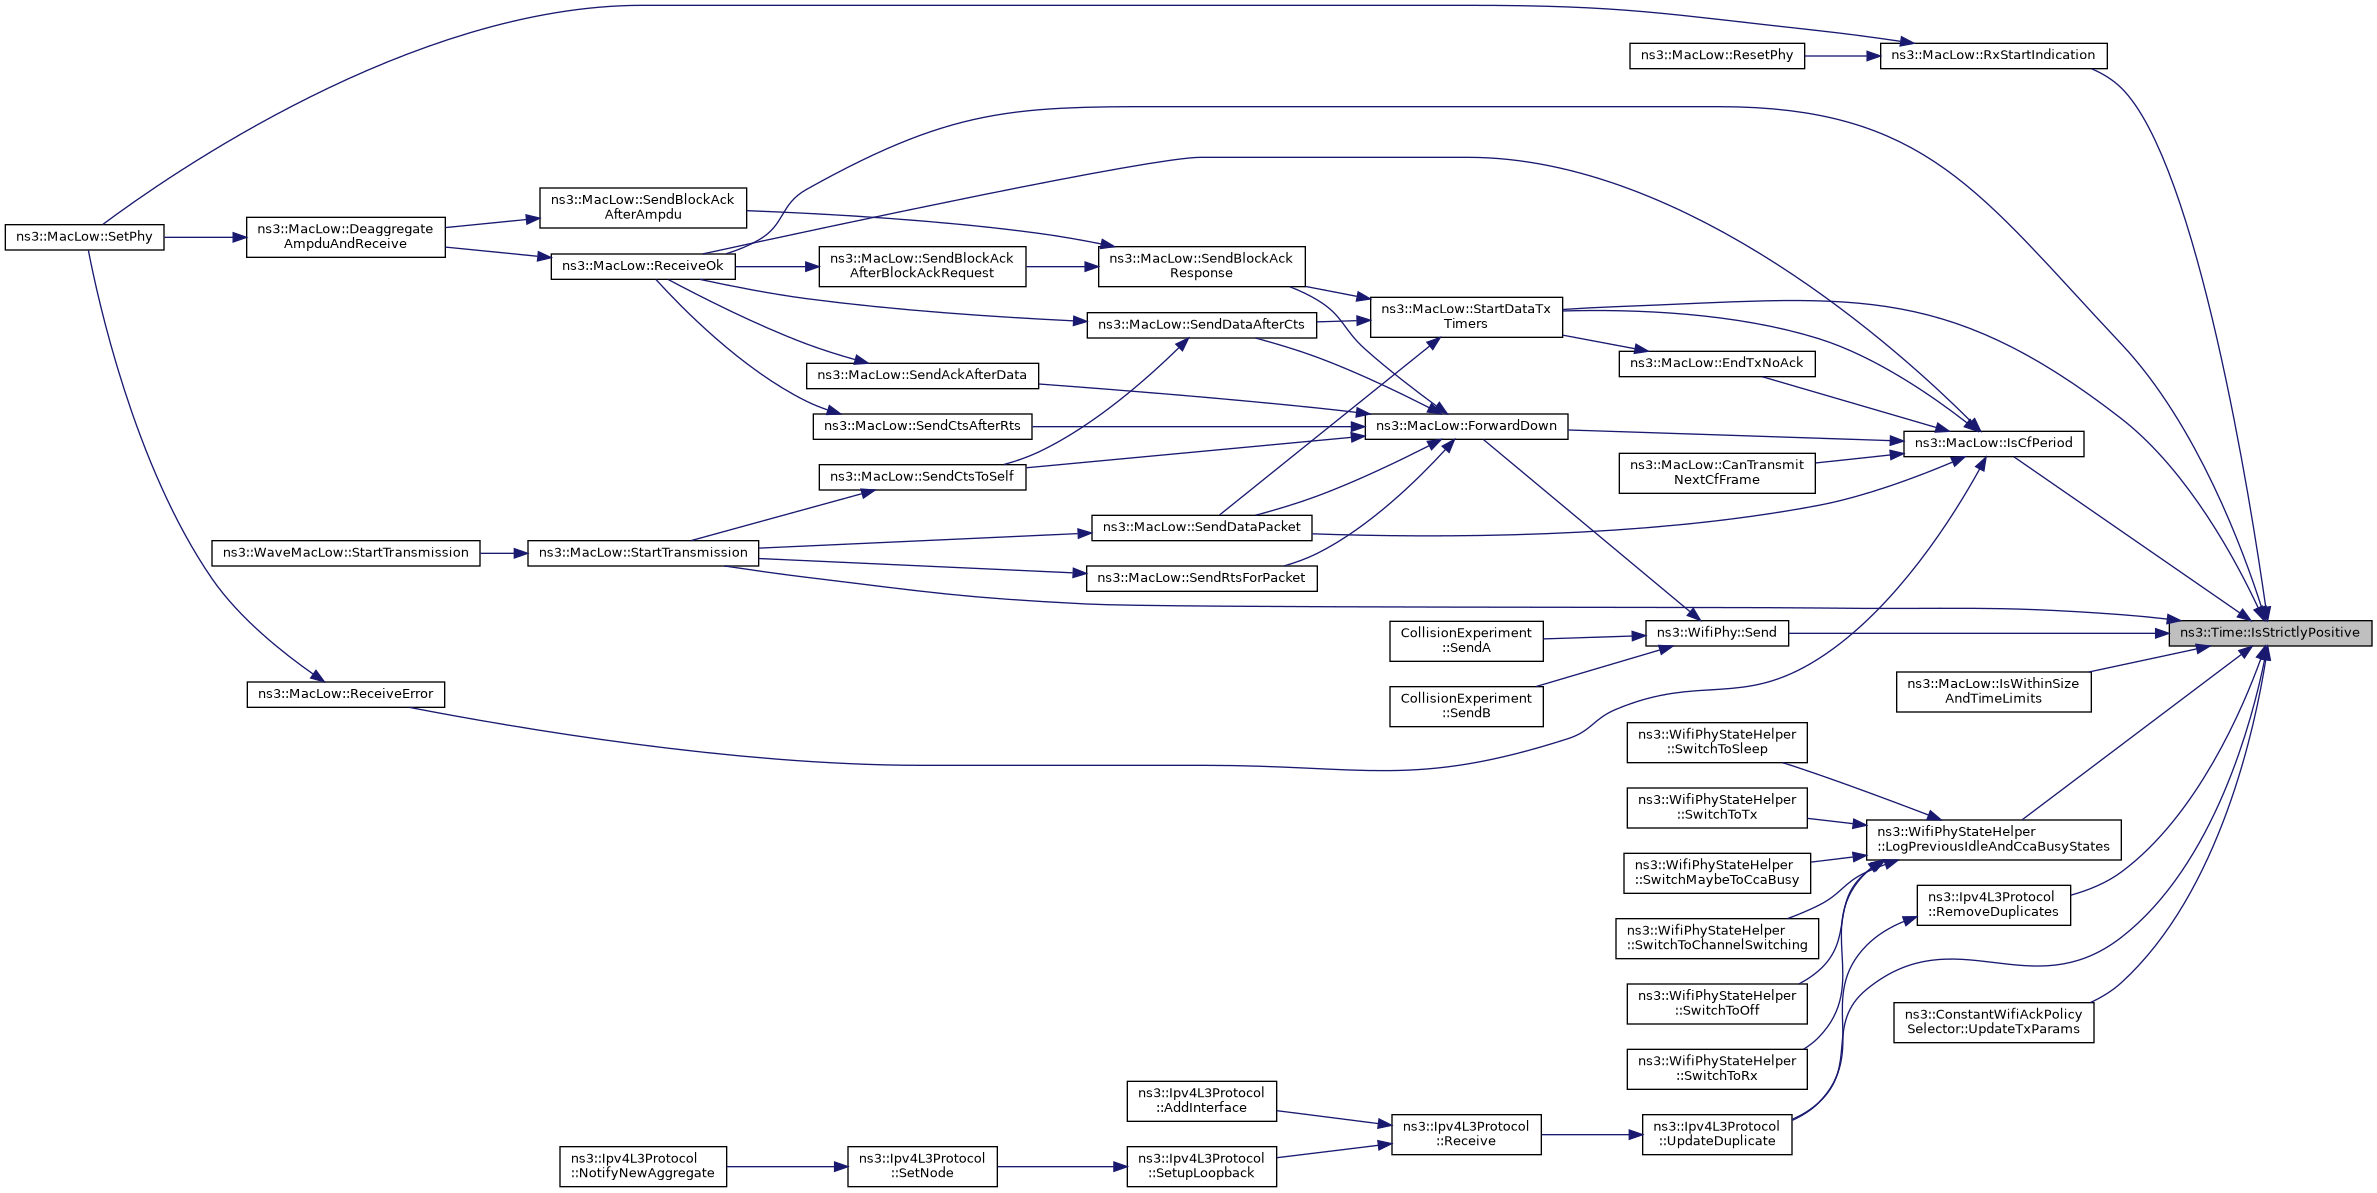 ns3::MacLow::ResetPhy
ns3::MacLow::RxStartIndication
ns3::MacLow::SetPhy
ns3::MacLow::Deaggregate
AmpduAndReceive
ns3::MacLow::SendBlockAck
AfterAmpdu
ns3::MacLow::ReceiveOk
ns3::MacLow::SendBlockAck
AfterBlockAckRequest
ns3::MacLow::SendBlockAck
Response
ns3::MacLow::SendDataAfterCts
ns3::MacLow::StartDataTx
Timers
ns3::MacLow::EndTxNoAck
ns3::MacLow::SendAckAfterData
ns3::MacLow::SendCtsAfterRts
ns3::MacLow::ForwardDown
ns3::MacLow::IsCfPeriod
ns3::MacLow::CanTransmit
NextCfFrame
ns3::MacLow::SendCtsToSelf
ns3::MacLow::SendDataPacket
ns3::WaveMacLow::StartTransmission
ns3::MacLow::StartTransmission
ns3::MacLow::SendRtsForPacket
CollisionExperiment
::SendA
ns3::WifiPhy::Send
ns3::Time::IsStrictlyPositive
ns3::MacLow::ReceiveError
CollisionExperiment
::SendB
ns3::MacLow::IsWithinSize
AndTimeLimits
ns3::WifiPhyStateHelper
::SwitchToSleep
ns3::WifiPhyStateHelper
::SwitchToTx
ns3::WifiPhyStateHelper
::LogPreviousIdleAndCcaBusyStates
ns3::WifiPhyStateHelper
::SwitchMaybeToCcaBusy
ns3::Ipv4L3Protocol
::RemoveDuplicates
ns3::WifiPhyStateHelper
::SwitchToChannelSwitching
ns3::WifiPhyStateHelper
::SwitchToOff
ns3::ConstantWifiAckPolicy
Selector::UpdateTxParams
ns3::WifiPhyStateHelper
::SwitchToRx
ns3::Ipv4L3Protocol
::AddInterface
ns3::Ipv4L3Protocol
::Receive
ns3::Ipv4L3Protocol
::UpdateDuplicate
ns3::Ipv4L3Protocol
::NotifyNewAggregate
ns3::Ipv4L3Protocol
::SetNode
ns3::Ipv4L3Protocol
::SetupLoopback